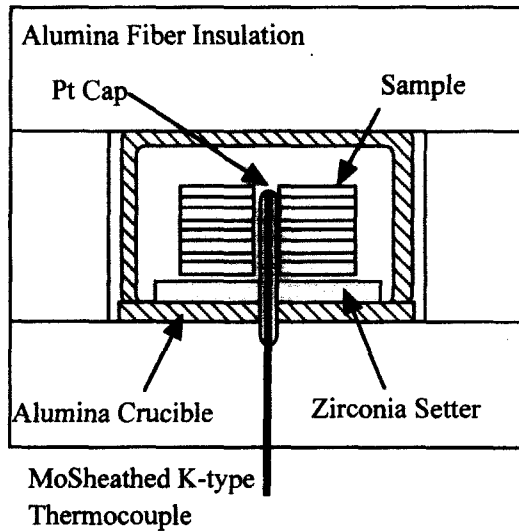 Alumina Fiber Insulation
Pt Cap
Sample
Alumina Crucible
Zirconia Setter
MoSheathed K-type
Thermocouple